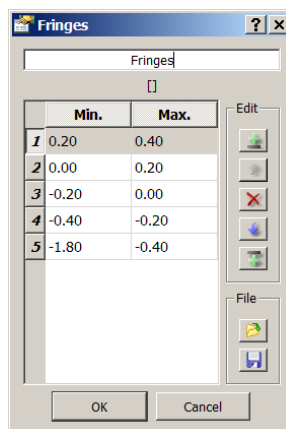 Fringes
Fringes
[]
Min. Max. Edit
1 0.20 0.40
2 0.00 0.20
3 -0.20 0.00
4 -0.40 -0.20
5 -1.80 -0.40
File
OK Cancel